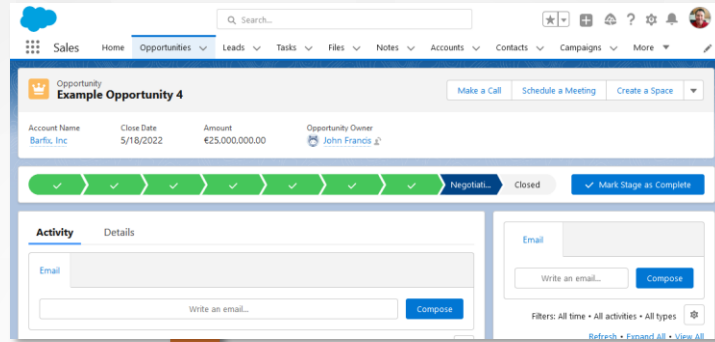 Search...
Sales Home Opportunities Leads Tasks Files Notes Accounts Contacts Campaigns More
Opportunity
Example Opportunity 4
Make a Call Schedule a Meeting Create a Space
Account Name Close Date Amount Opportunity Owner
Barfix, Inc 5/18/2022 €25.000.000.00 John Francis
Negotiati... Closed Mark Stage as Complete
Activity Details
Email
Write an email... Compose
Email
Write an email... Compose
Filters: All time • All activities • All types
Refresh • Expand All • View All